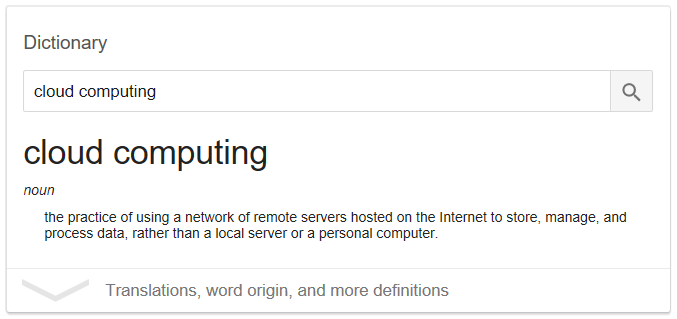 Dictionary
cloud computing
cloud computing
noun
the practice of using a network of remote servers hosted on the Internet to store, manage, and
process data, rather than a local server or a personal computer.
Translations, word origin, and more definitions